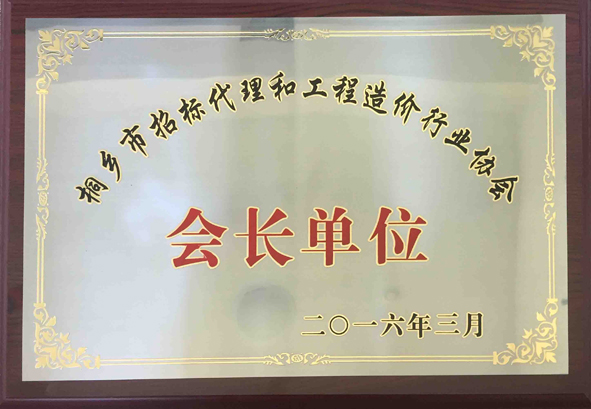 桐乡市招标代理和工程造价行业协会
会长单位
二〇一六年三月